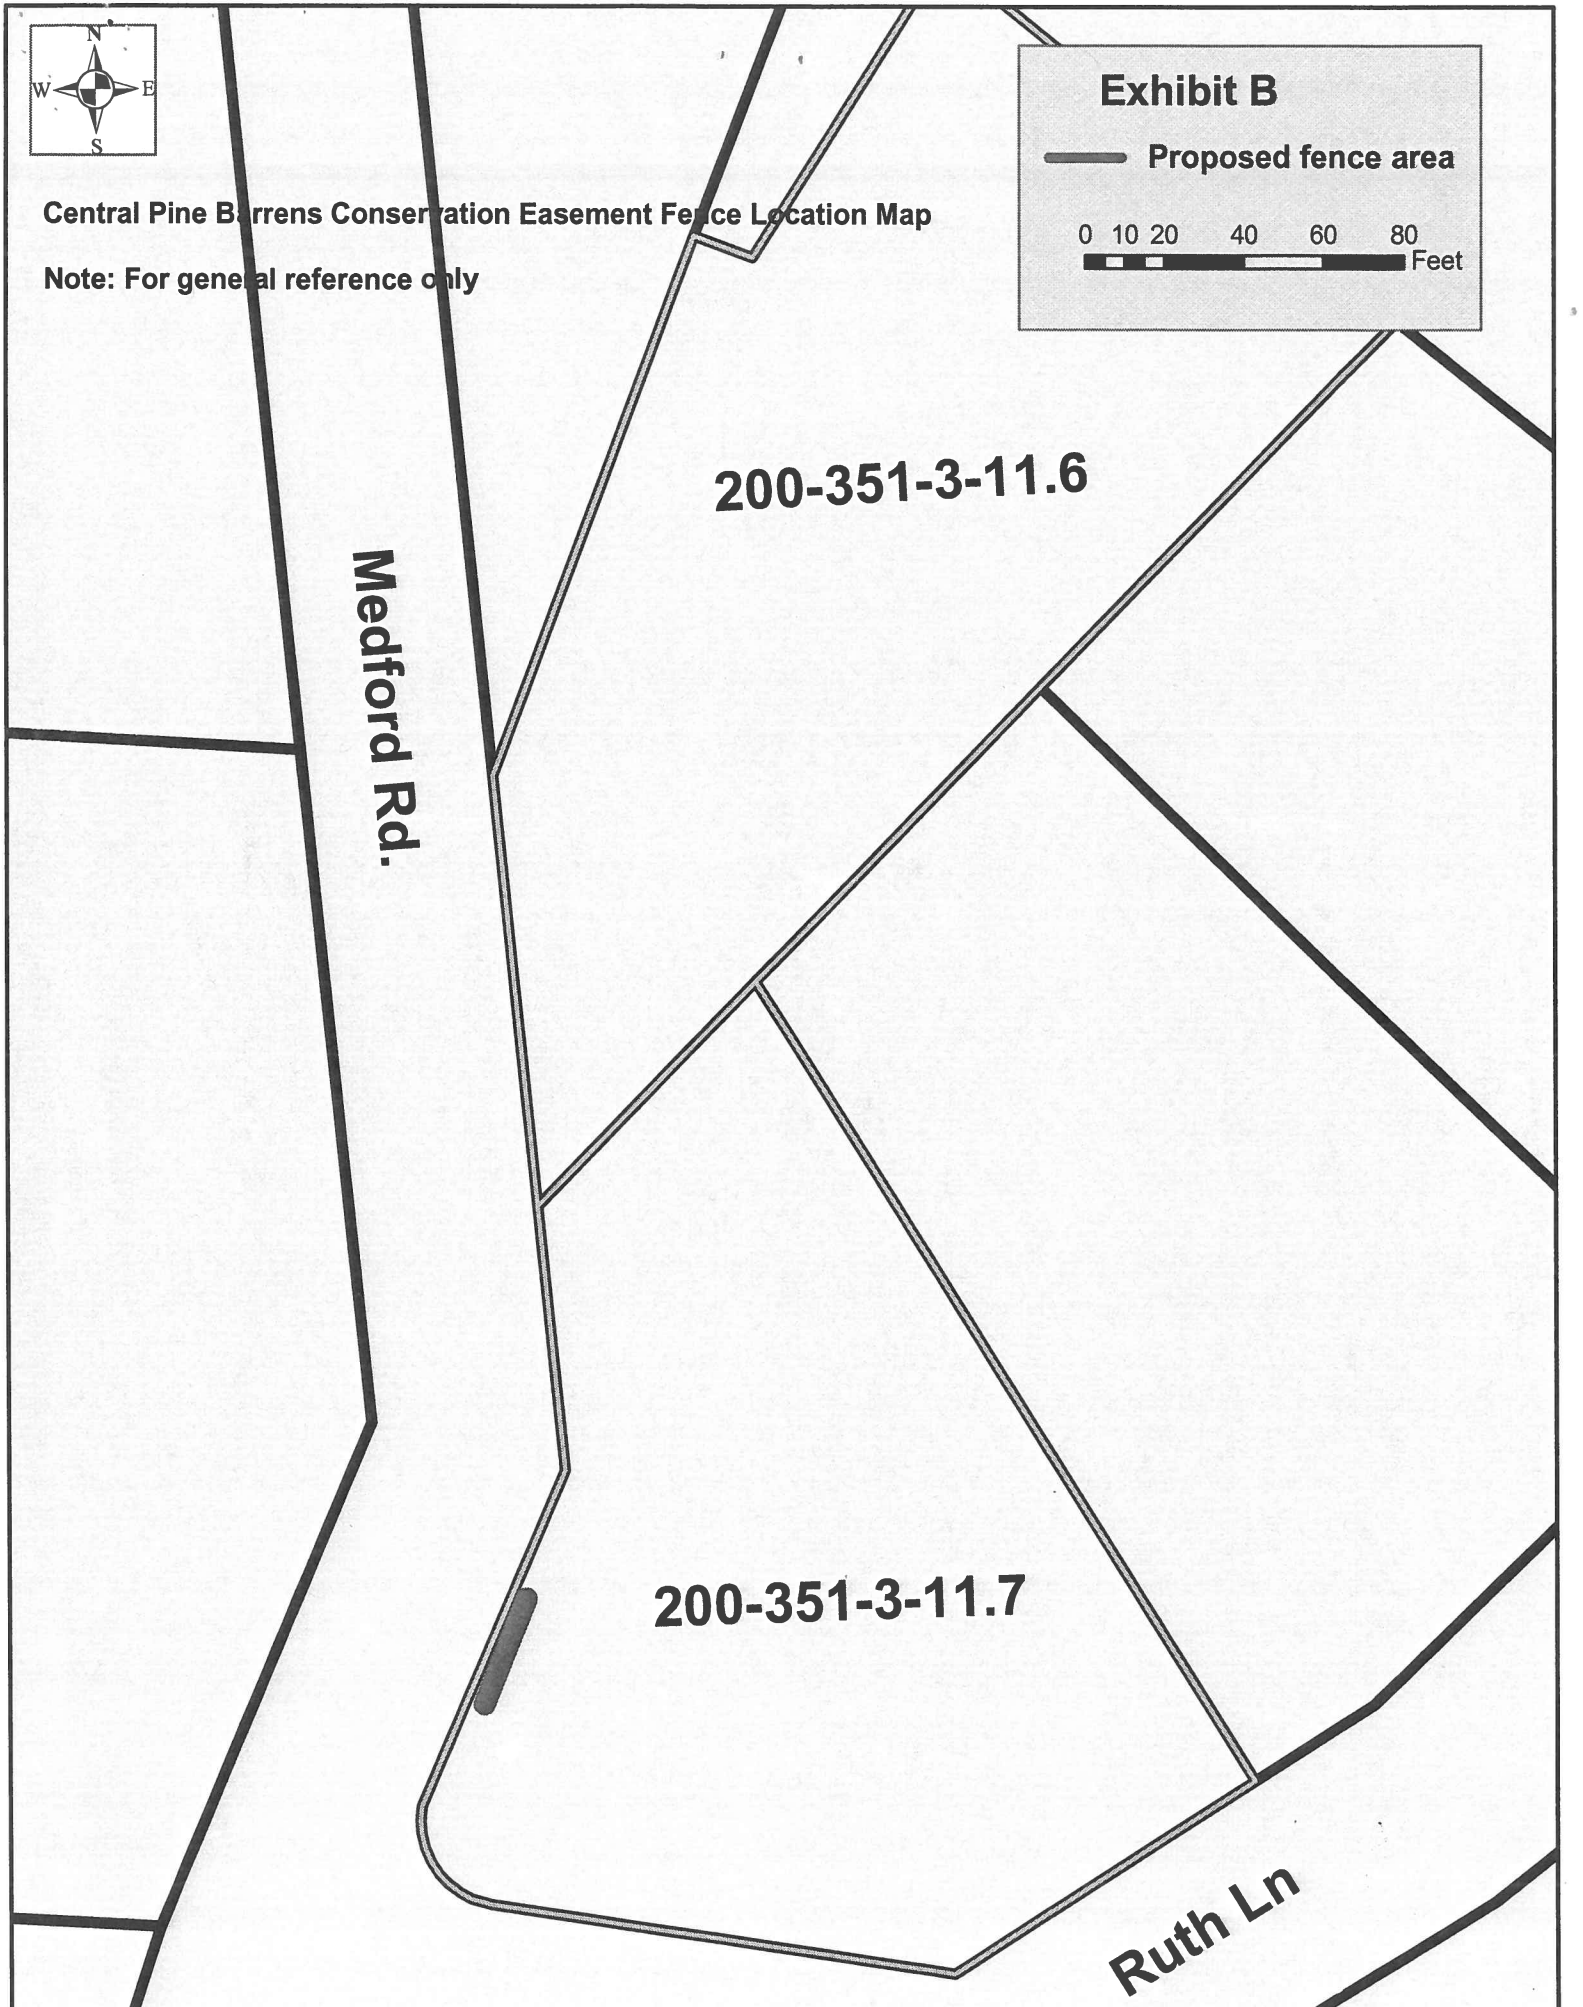 N
W E
S
Exhibit B
Proposed fence area
0 10 20 40 60 80
Feet
Central Pine Barrens Conservation Easement Fence Location Map
Note: For general reference only
200-351-3-11.6
Medford Rd.
200-351-3-11.7
Ruth Ln